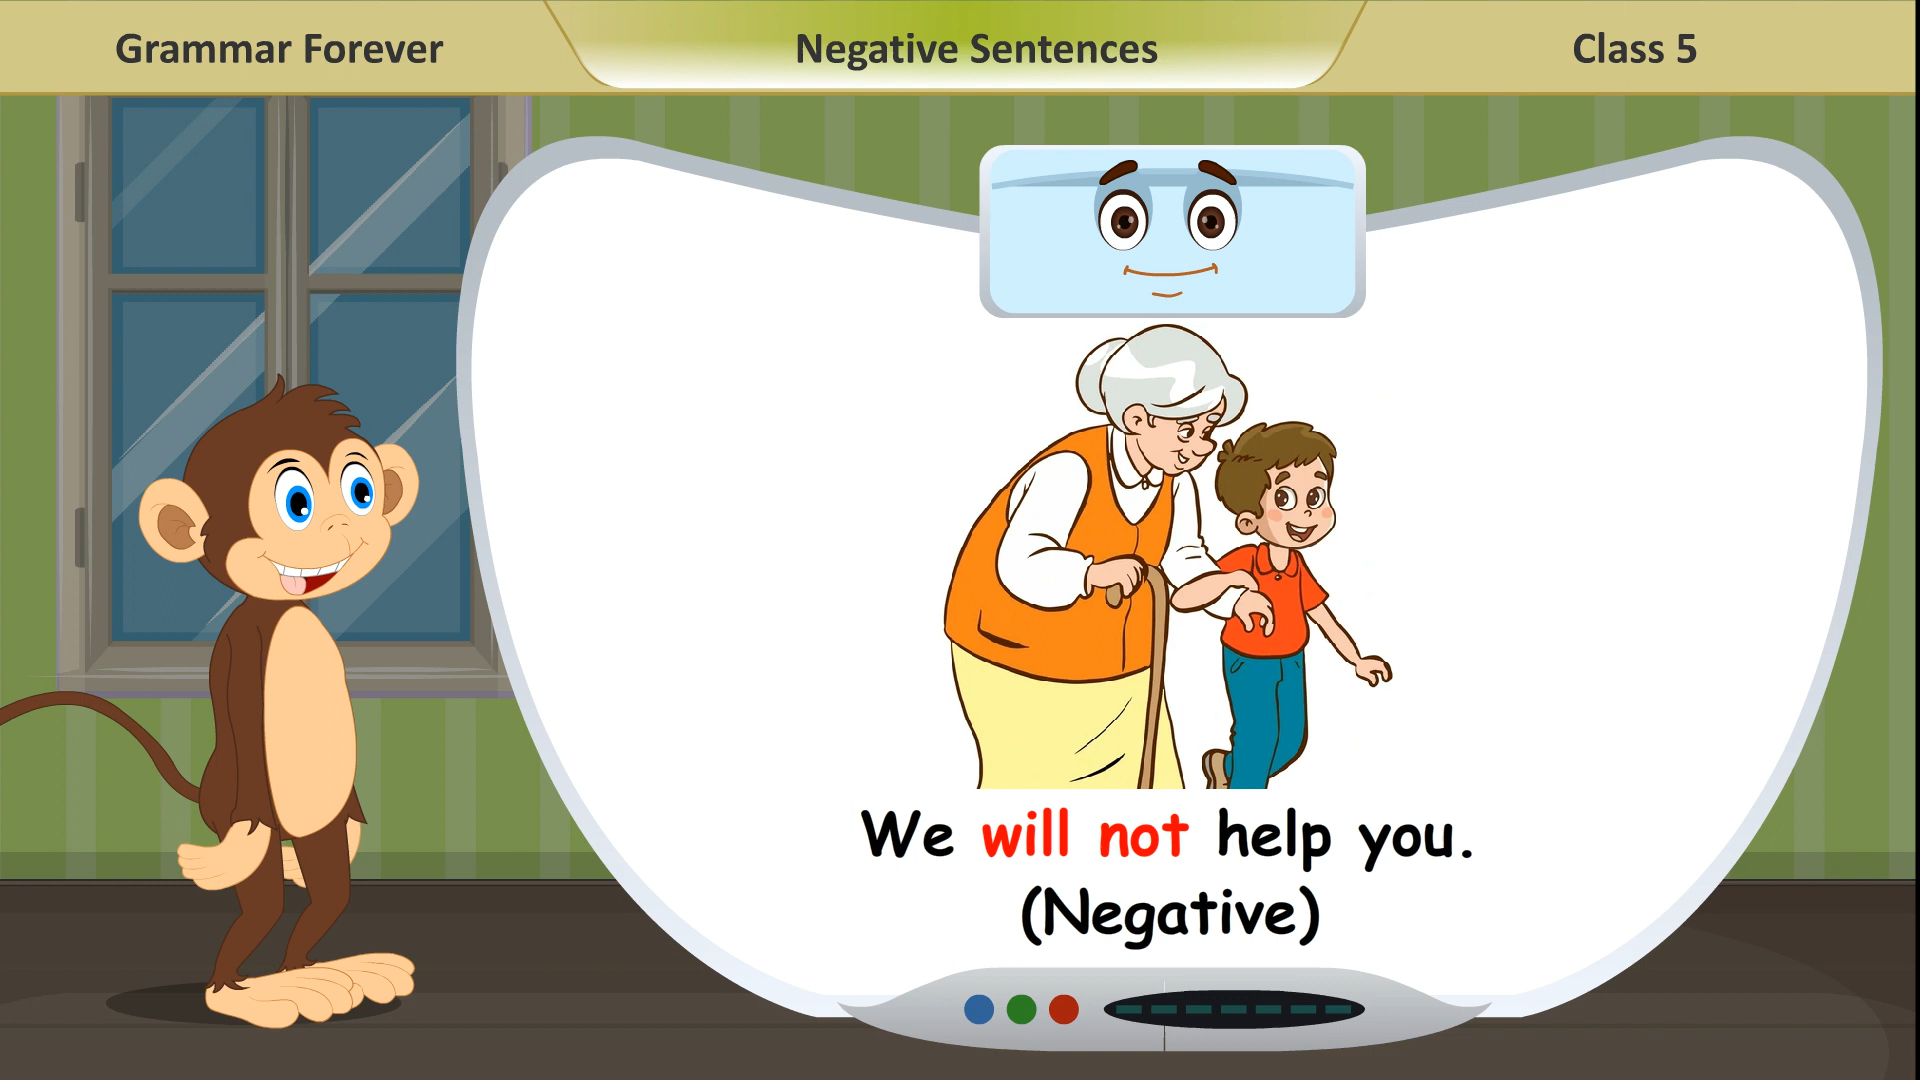 Grammar Forever
Negative Sentences
Class 5
We will not help you.
(Negative)